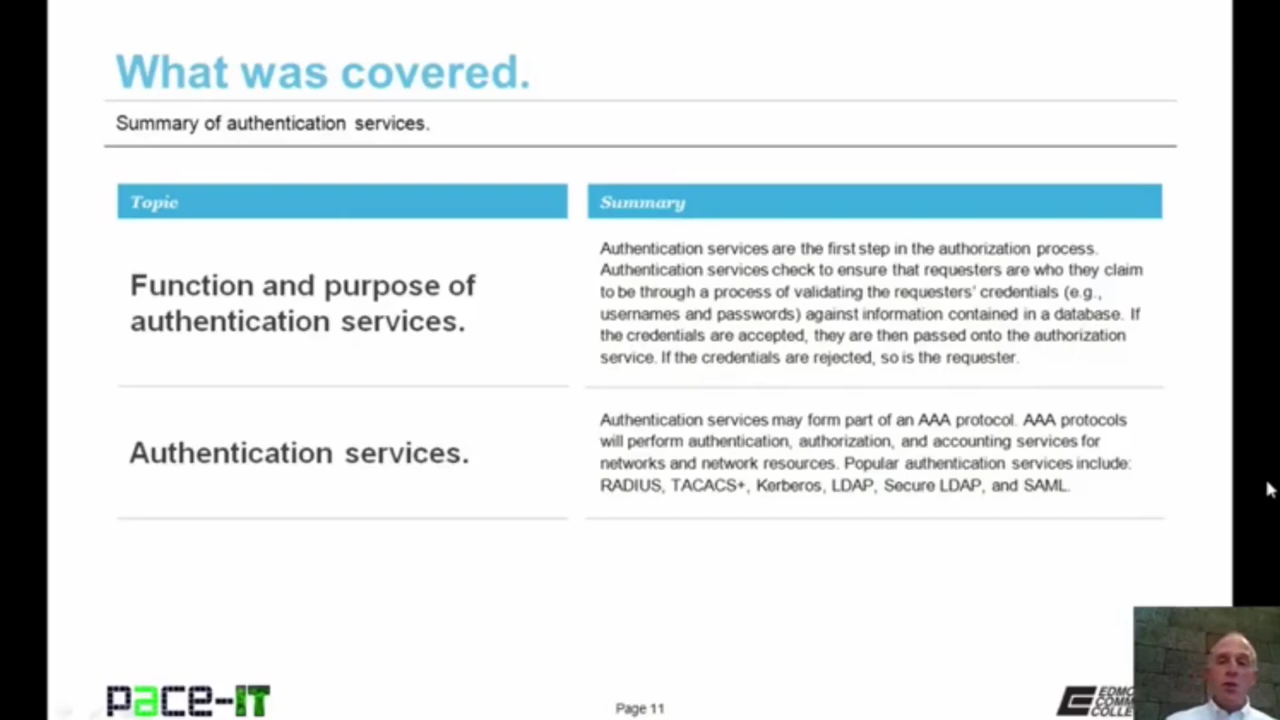 What was covered.
Summary of authentication services.
Topic
Summary
Function and purpose of
authentication services.
Authentication services are the first step in the authorization process.
Authentication services check to ensure that requesters are who they claim
to be through a process of validating the requesters' credentials (e.g.,
usernames and passwords) against information contained in a database. If
the credentials are accepted, they are then passed onto the authorization
service. If the credentials are rejected, so is the requester.
Authentication services.
Authentication services may form part of an AAA protocol. AAA protocols
will perform authentication, authorization, and accounting services for
networks and network resources. Popular authentication services include:
RADIUS, TACACS+, Kerberos, LDAP, Secure LDAP, and SAML.
pace-IT
Page 11